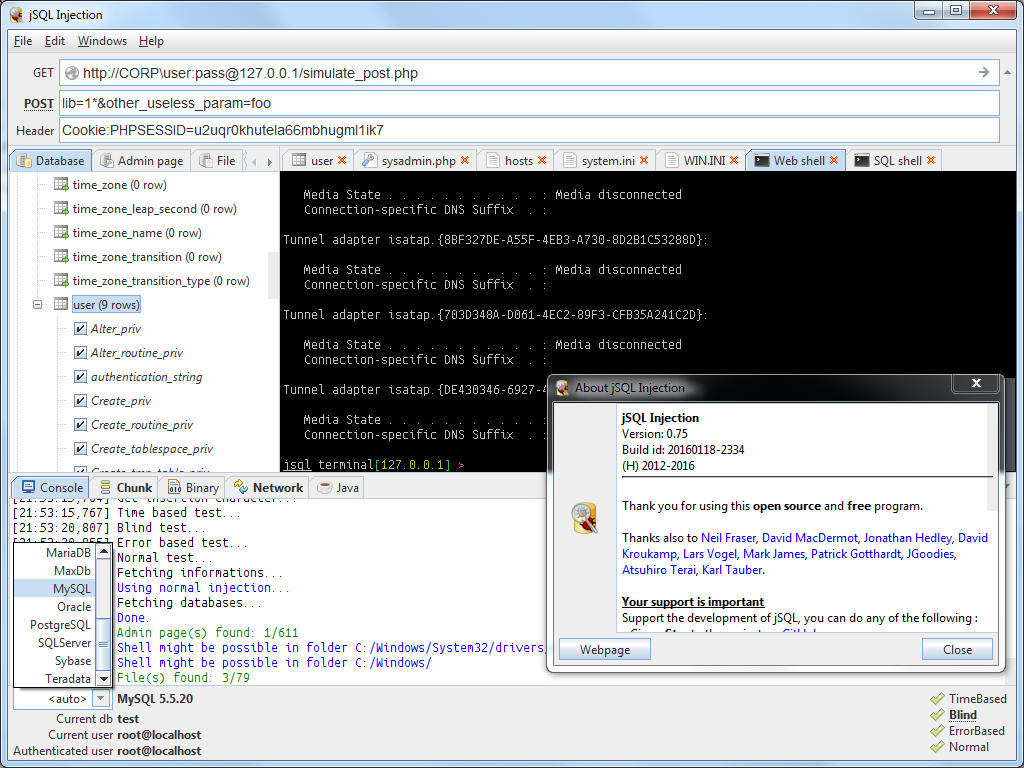 jSQL Injection
File Edit Windows Help
GET http://CORP\user:pass@127.0.0.1/simulate_post.php
POST lib=1*&other_useless_param=foo
Header Cookie:PHPSESSID=u2uqr0khutela66mbhugml1ik7
Database Admin page File
user sysadmin.php hosts system.ini WIN.INI Web shell SQL shell
time_zone (0 row)
time_zone_leap_second (0 row)
time_zone_name (0 row)
time_zone_transition (0 row)
time_zone_transition_type (0 row)
user (9 rows)
Alter_priv
Alter_routine_priv
authentication_string
Create_priv
Create_routine_priv
Create_tablespace_priv
Create_tmp_table_priv
Media State . . . . . . . . . . . : Media disconnected
Connection-specific DNS Suffix . :
Tunnel adapter isatap.{8BF327DE-A55F-4EB3-A730-8D2B1C53288D}:
Media State . . . . . . . . . . . : Media disconnected
Connection-specific DNS Suffix . :
Tunnel adapter isatap.{703D348A-D061-4EC2-89F3-CFB35A241C2D}:
Media State . . . . . . . . . . . : Media disconnected
Connection-specific DNS Suffix . :
Tunnel adapter isatap.{DE430346-6927-4
Media State . . . . . . . . . . .
Connection-specific DNS Suffix . :
jsql terminal[127.0.0.1] >
Console Chunk Binary Network Java
Get insertion character...
[21:53:15,767] Time based test...
[21:53:20,807] Blind test...
Error based test...
Normal test...
Fetching informations...
Using normal injection...
Fetching databases...
Done.
Admin page(s) found: 1/611
Shell might be possible in folder C:/Windows/System32/drivers
Shell might be possible in folder C:/Windows/
File(s) found: 3/79
MariaDB
MaxDb
MySQL
Oracle
PostgreSQL
SQLServer
Sybase
Teradata
<auto> MySQL 5.5.20
Current db test
Current user root@localhost
Authenticated user root@localhost
TimeBased
Blind
ErrorBased
Normal
About jSQL Injection
jSQL Injection
Version: 0.75
Build id: 20160118-2334
(H) 2012-2016
Thank you for using this open source and free program.
Thanks also to Neil Fraser, David MacDermot, Jonathan Hedley, David
Kroukamp, Lars Vogel, Mark James, Patrick Gotthardt, JGoodies,
Atsuhiro Terai, Karl Tauber.
Your support is important
Support the development of jSQL, you can do any of the following :
Webpage Close